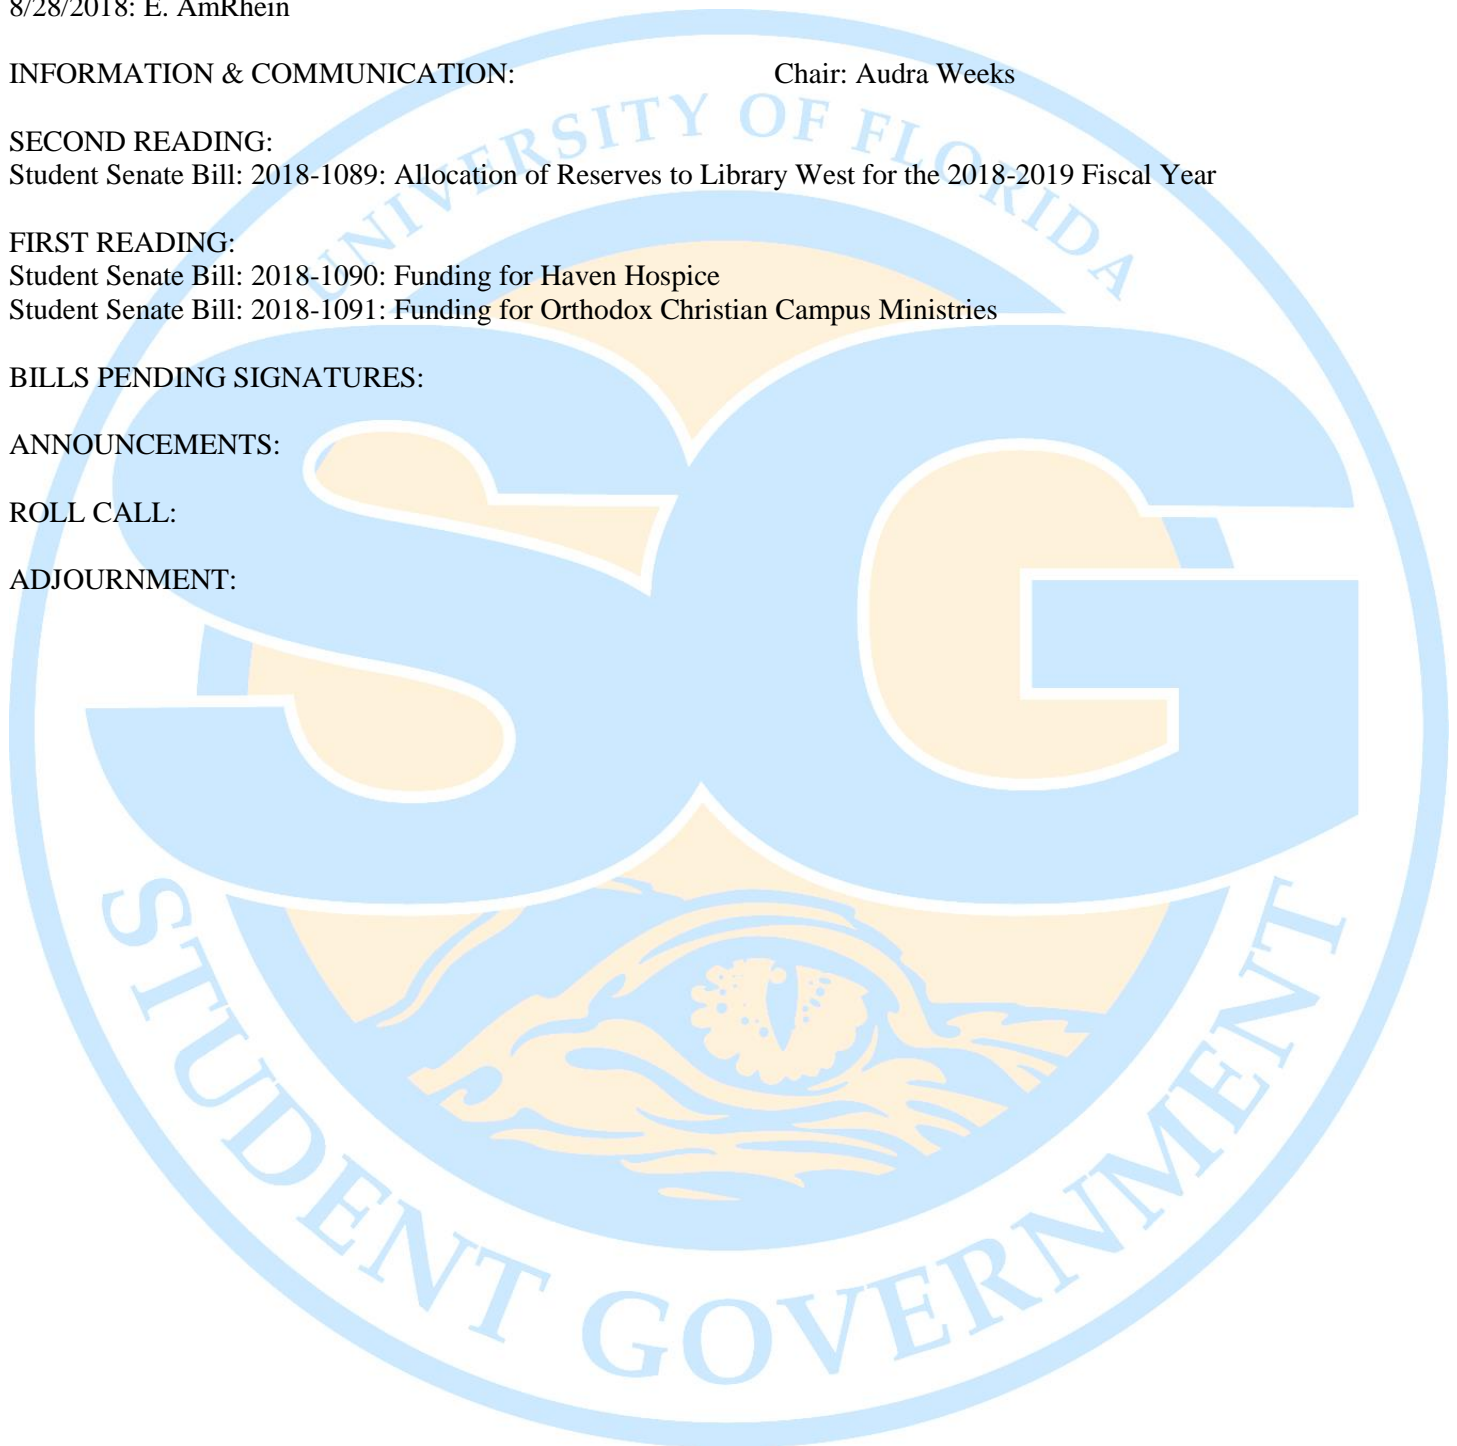 8/28/2018: E. AmRhein
INFORMATION & COMMUNICATION: Chair: Audra Weeks
SECOND READING:
Student Senate Bill: 2018-1089: Allocation of Reserves to Library West for the 2018-2019 Fiscal Year
FIRST READING:
Student Senate Bill: 2018-1090: Funding for Haven Hospice
Student Senate Bill: 2018-1091: Funding for Orthodox Christian Campus Ministries
BILLS PENDING SIGNATURES:
ANNOUNCEMENTS:
ROLL CALL:
ADJOURNMENT:
UNIVERSITY OF FLORIDA
SG
STUDENT GOVERNMENT